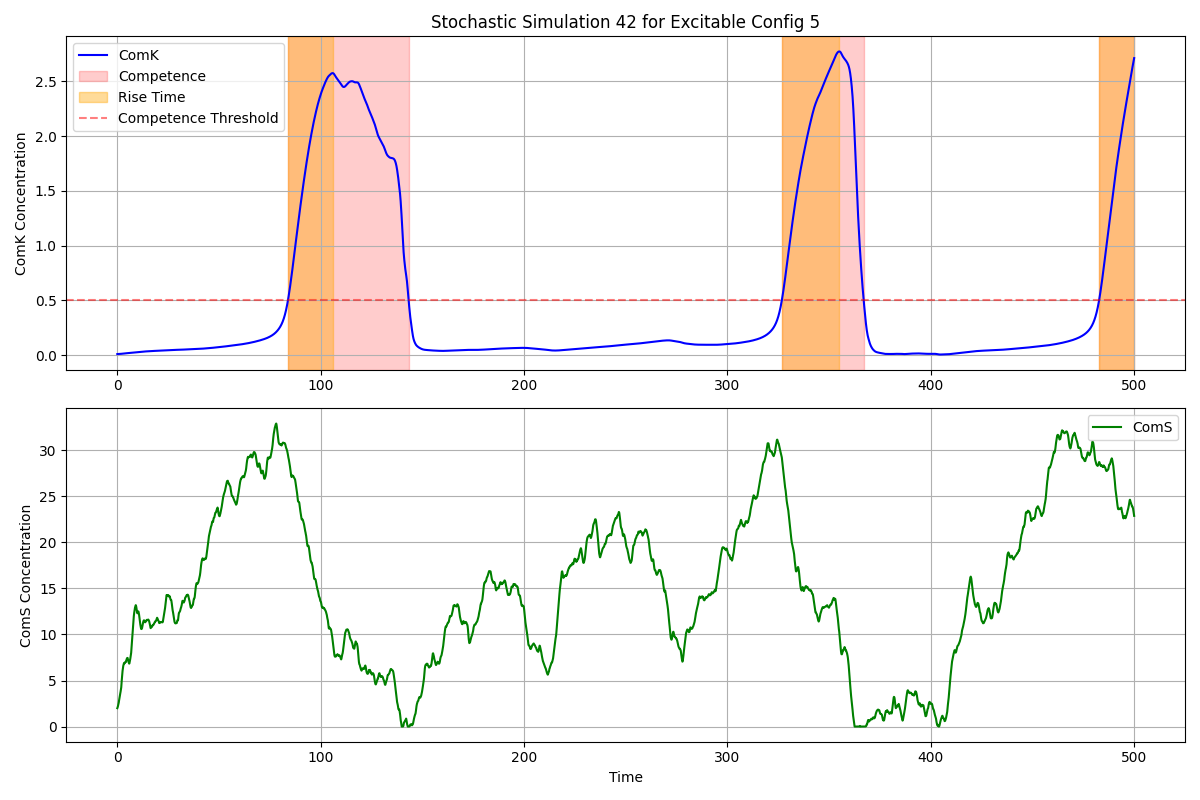 Stochastic Simulation 42 for Excitable Config 5
ComK Concentration
2.5
2.0
1.5
1.0
0.5
0.0
ComK
Competence
Rise Time
Competence Threshold
0 100 200 300 400 500
ComS Concentration
30
25
20
15
10
5
0
ComS
0 100 200 300 400 500
Time